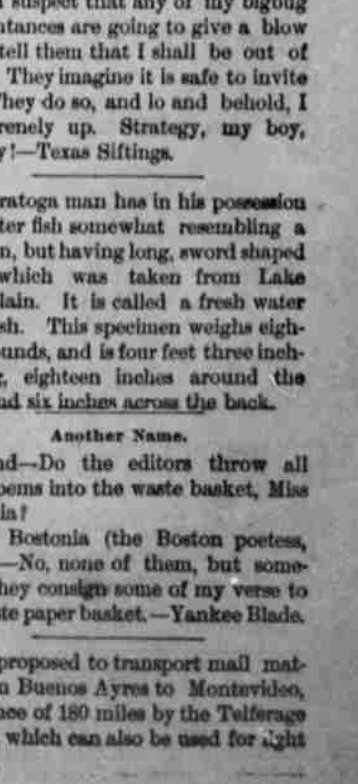 suspect that any of my bigbug
ntances are going to give a blow
tell them that I shall be out of
They imagine it is safe to invite
They do so, and lo and behold, I
renely up. Strategy, my boy,
y!—Texas Siftings.
ratoga man has in his possession
ter fish somewhat resembling a
n, but having long, sword shaped
which was taken from Lake
plain. It is called a fresh water
sh. This specimen weighs eigh-
unds, and is four feet three inch-
, eighteen inches around the
nd six inches across the back.
Another Name.
nd—Do the editors throw all
oems into the waste basket, Miss
ia?
Bostonia (the Boston poetess,
—No, none of them, but some-
hey consign some of my verse to
ste paper basket.—Yankee Blade.
proposed to transport mail mat-
n Buenos Ayres to Montevideo,
nce of 180 miles by the Telferage
which can also be used for light